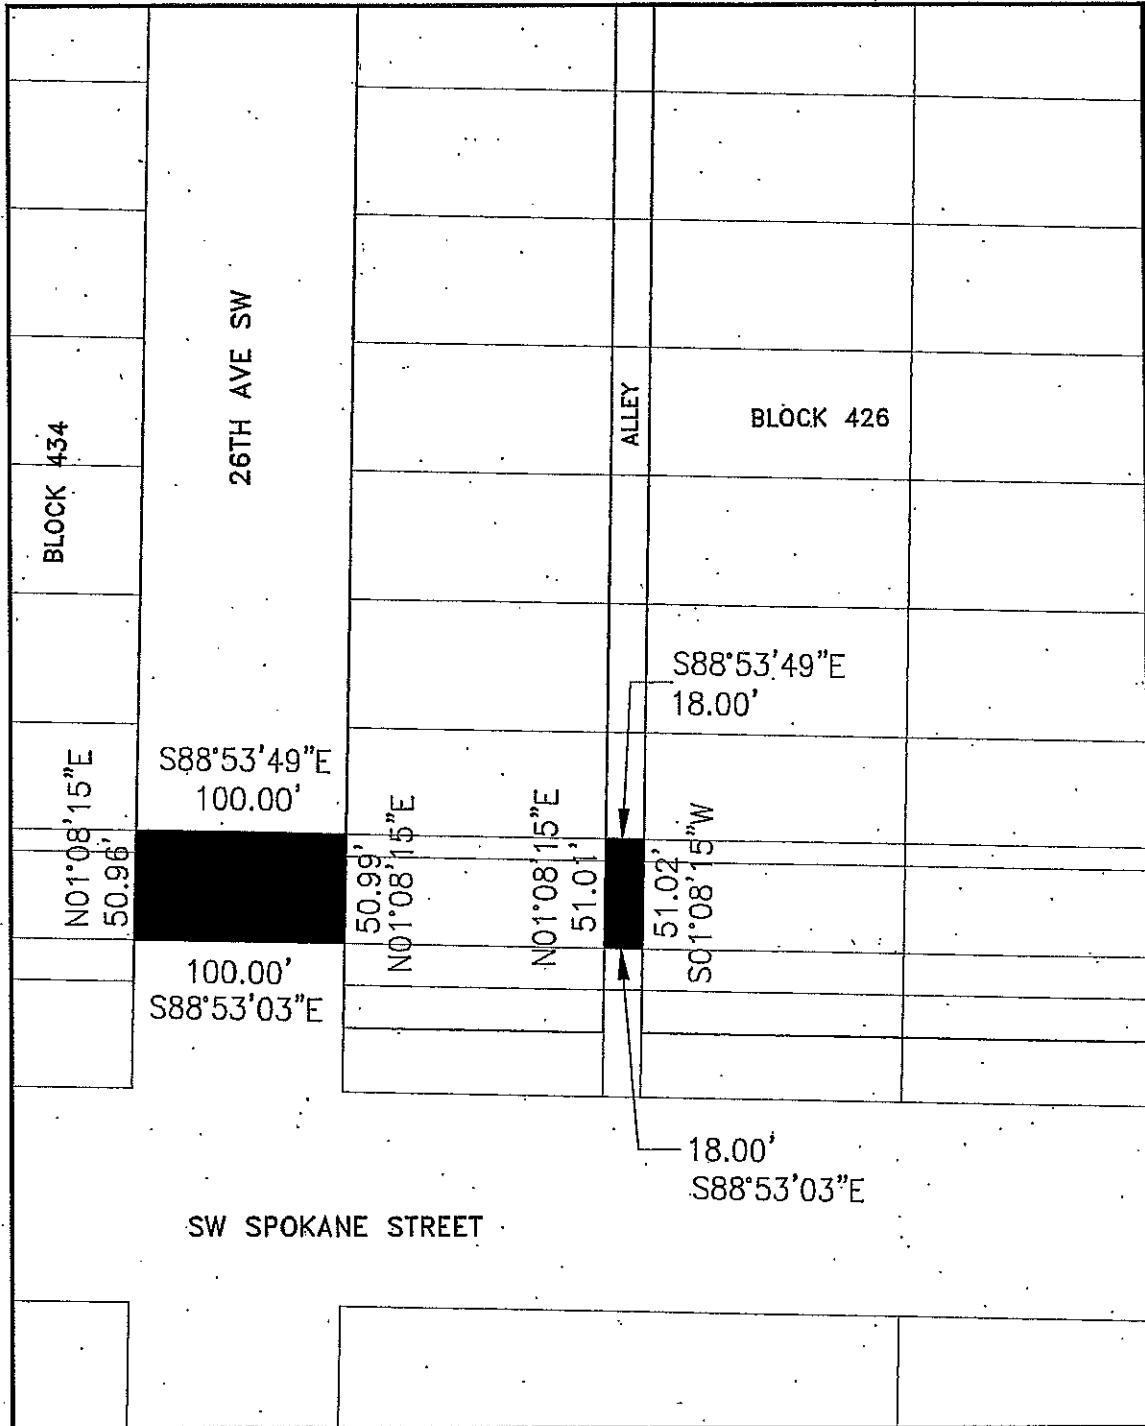 26TH AVE SW
BLOCK 434
ALLEY
BLOCK 426
S88°53'49"E
18.00'
S88°53'49"E
100.00'
N01°08'15"E
50.96'
50.99'
N01°08'15"E
N01°08'15"E
51.01'
51.02'
S01°08'15"W
100.00'
S88°53'03"E
18.00'
S88°53'03"E
SW SPOKANE STREET